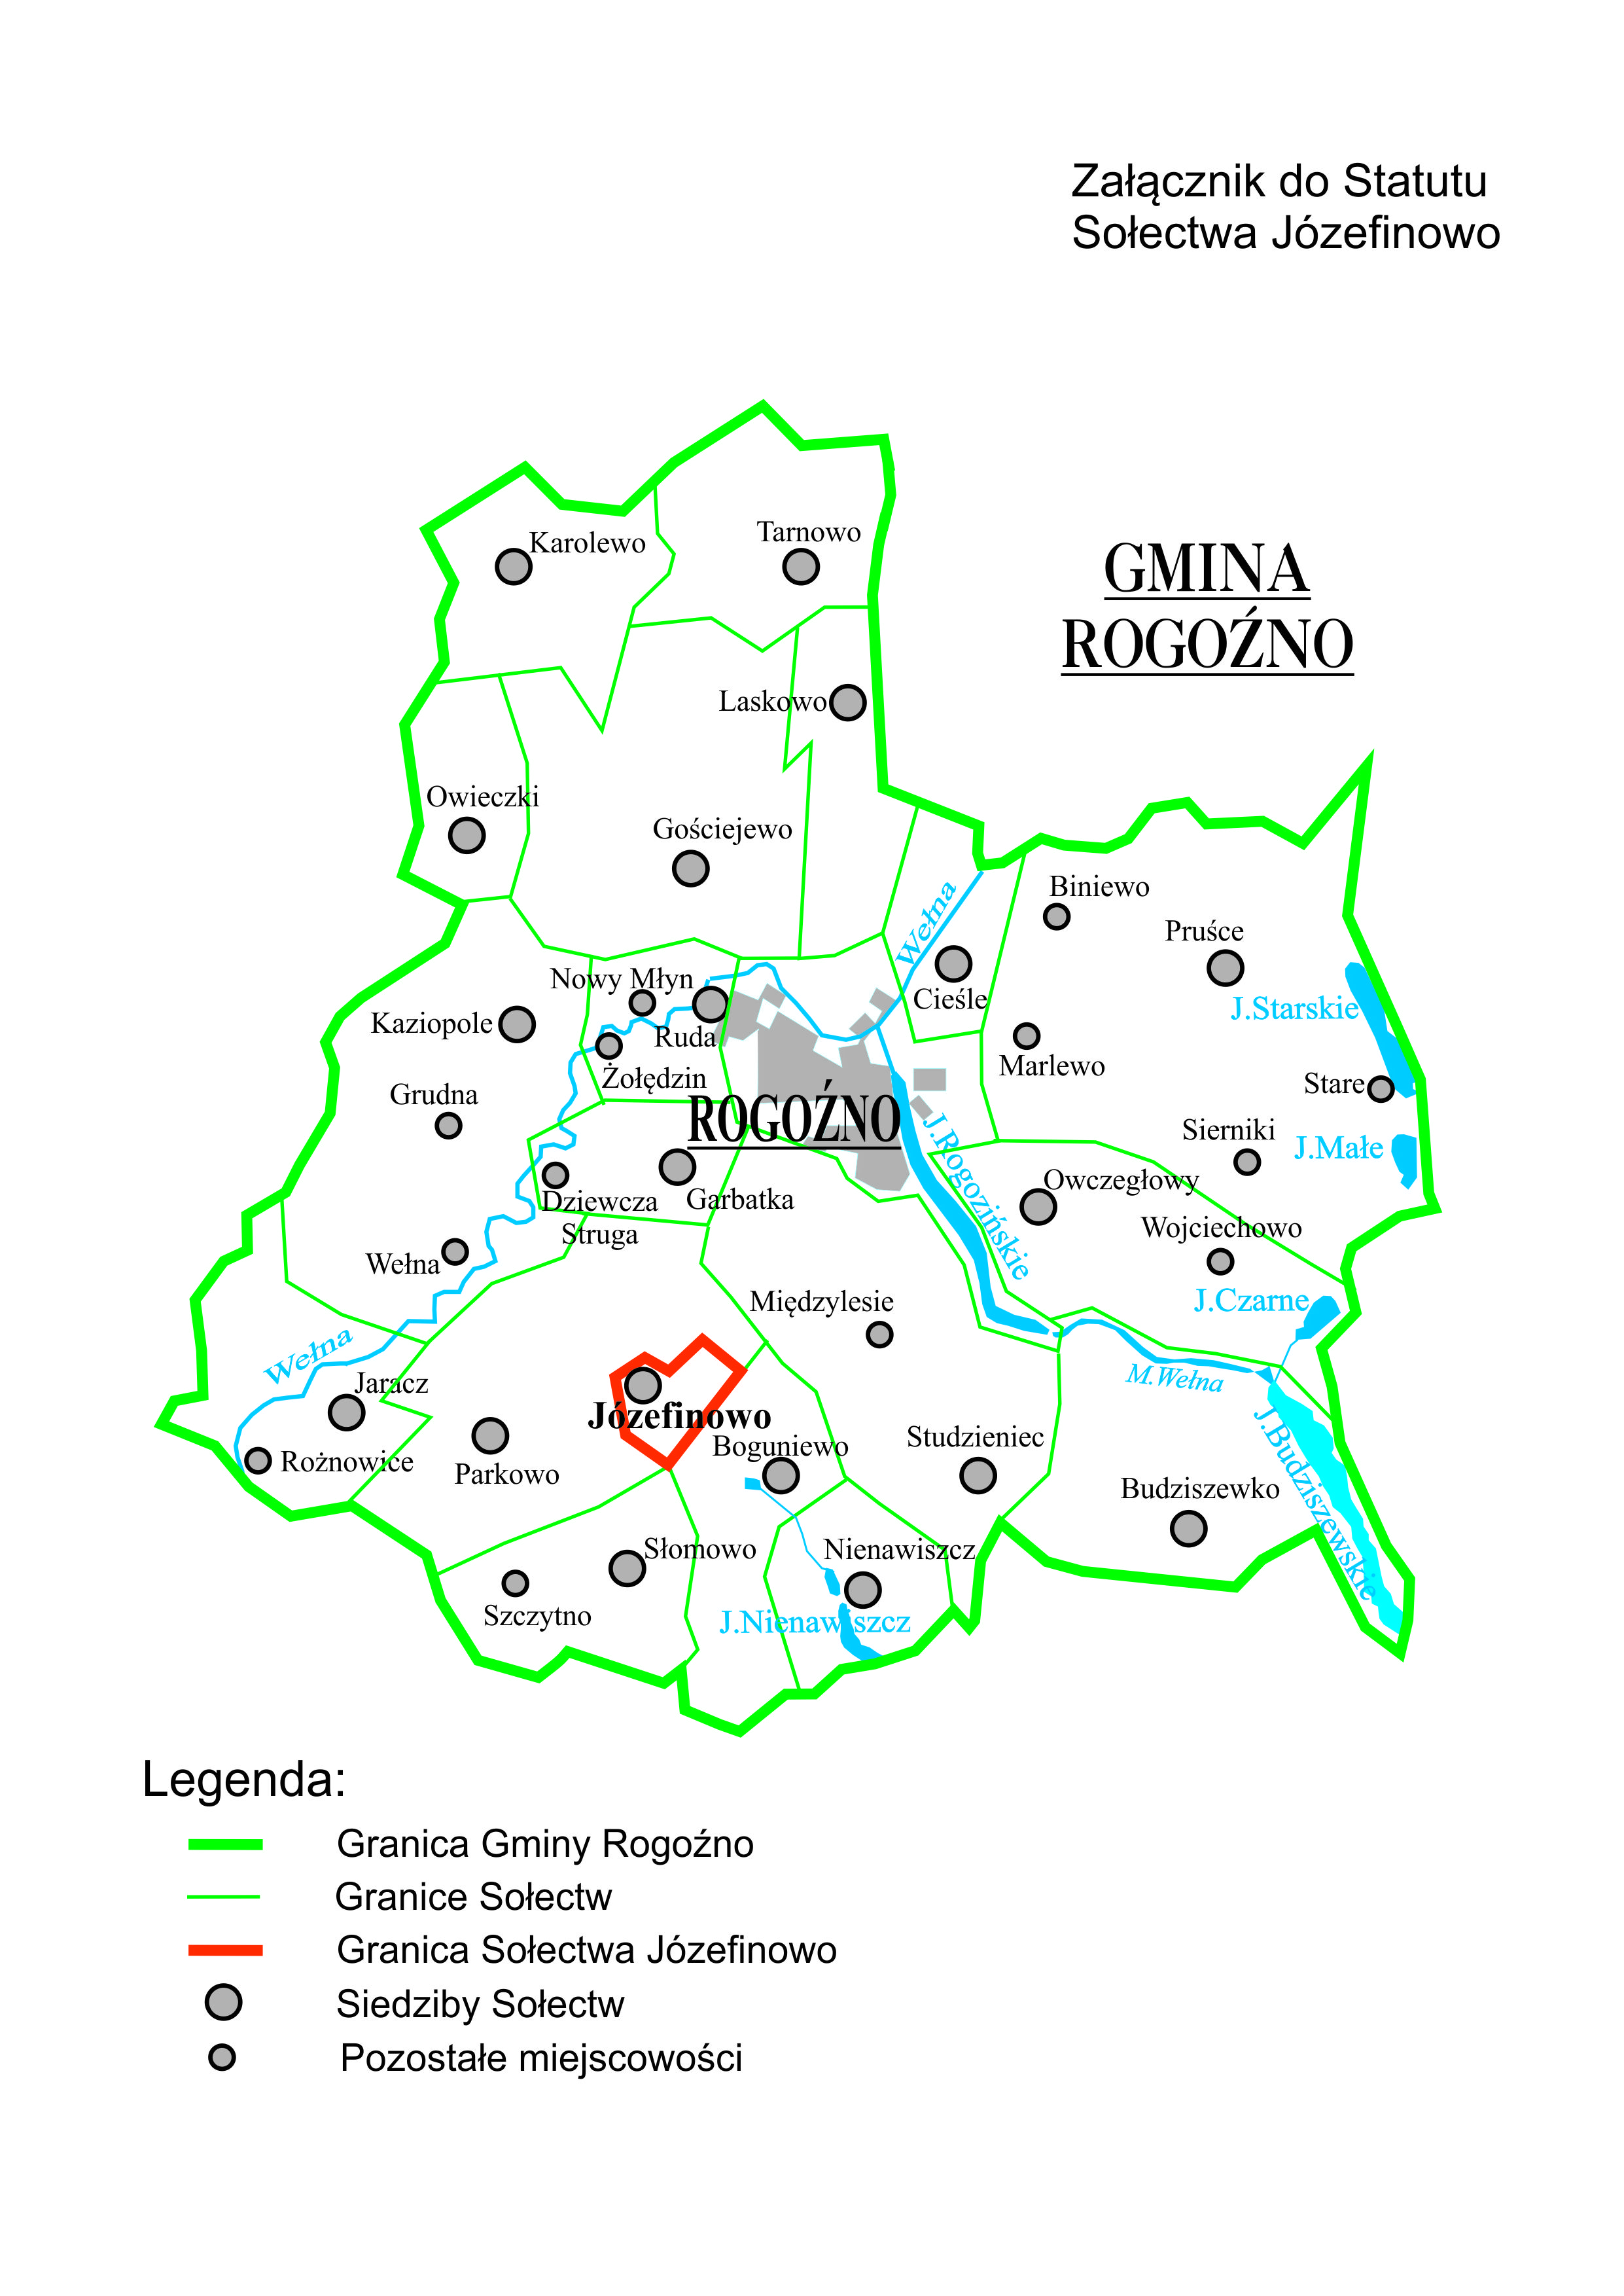 Załącznik do Statutu
Sołectwa Józefinowo
GMINA
ROGOŹNO
Karolewo
Tarnowo
Laskowo
Owieczki
Gościejewo
Wełna
Biniewo
Pruśce
Nowy Młyn
Cieśle
J.Starskie
Kaziopole
Ruda
Marlewo
Żołędzin
Stare
Grudna
ROGOŹNO
J.Rogozińskie
Sierniki
J.Małe
Dziewcza
Struga
Garbatka
Owczegłowy
Wojciechowo
Wełna
Międzylesie
J.Czarne
Wełna
M.Wełna
Jaracz
Józefinowo
Boguniewo
Studzieniec
J.Budziszewskie
Rożnowice
Parkowo
Budziszewko
Słomowo
Nienawiszcz
Szczytno
J.Nienawiszcz
Legenda:
Granica Gminy Rogoźno
Granice Sołectw
Granica Sołectwa Józefinowo
Siedziby Sołectw
Pozostałe miejscowości